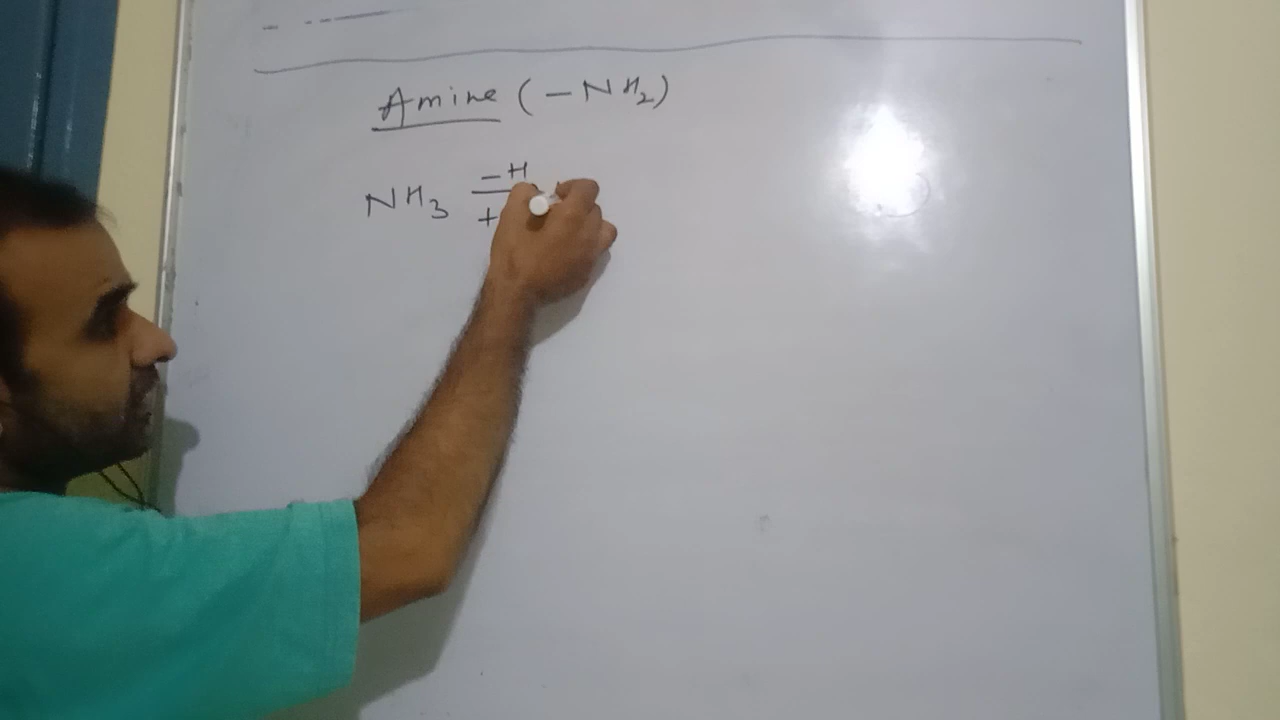 Amine (-NH₂)
NH₃ -H
+